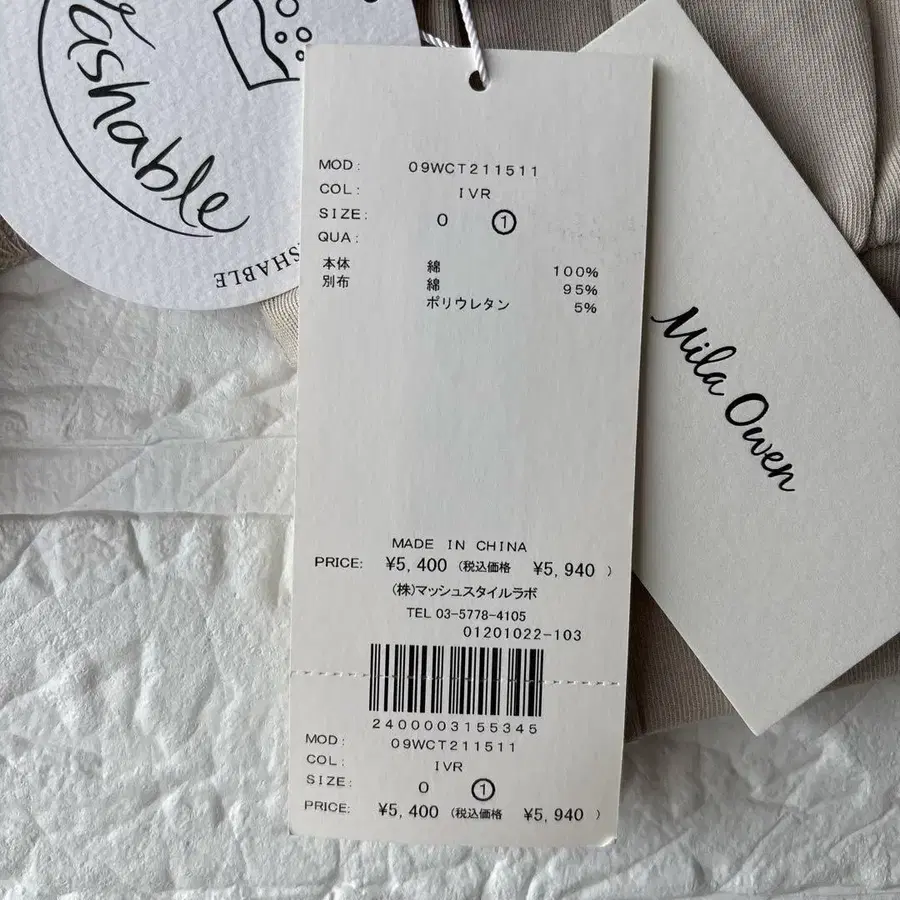 Washable
WASHABLE
MOD: 09WCT211511
COL: IVR
SIZE: 0 ①
QUA:
本体 綿 100%
別布 綿 95%
ポリウレタン 5%
MADE IN CHINA
PRICE: ¥5,400 (税込価格 ¥5,940 )
(株)マッシュスタイルラボ
TEL 03-5778-4105
01201022-103
2400003155345
MOD: 09WCT211511
COL: IVR
SIZE: 0 ①
PRICE: ¥5,400 (税込価格 ¥5,940 )
Mila Owen